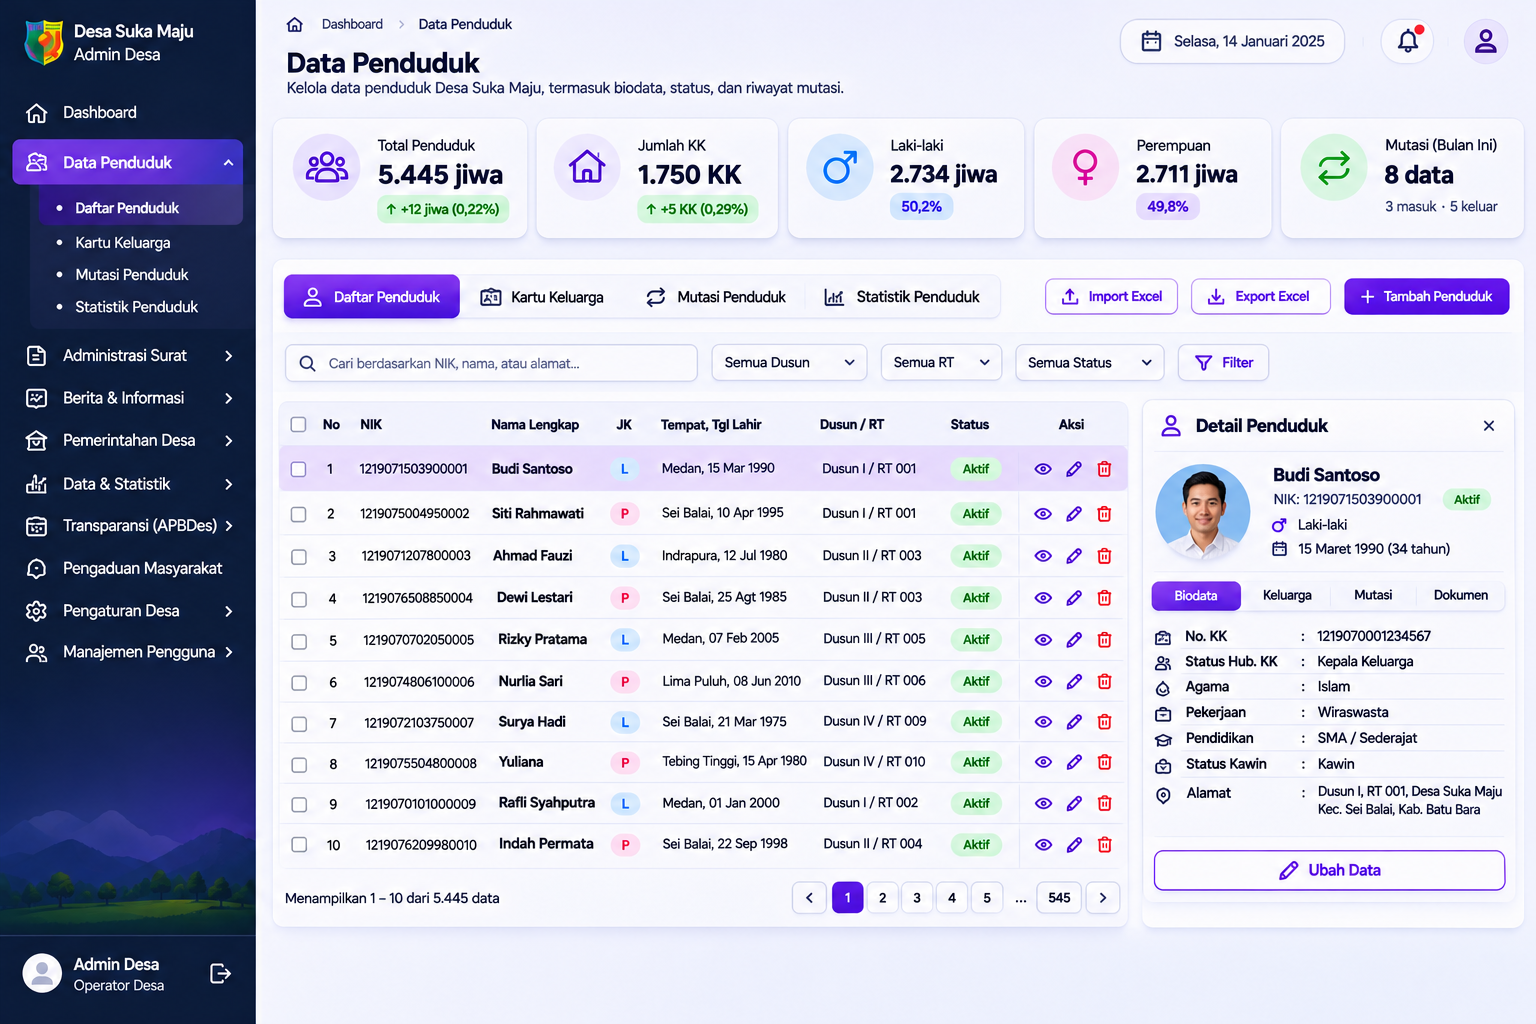 Desa Suka Maju
Admin Desa
Dashboard
Data Penduduk
Daftar Penduduk
Kartu Keluarga
Mutasi Penduduk
Statistik Penduduk
Administrasi Surat
Berita & Informasi
Pemerintahan Desa
Data & Statistik
Transparansi (APBDes)
Pengaduan Masyarakat
Pengaturan Desa
Manajemen Pengguna
Admin Desa
Operator Desa
Dashboard > Data Penduduk
Data Penduduk
Kelola data penduduk Desa Suka Maju, termasuk biodata, status, dan riwayat mutasi.
Selasa, 14 Januari 2025
Total Penduduk
5.445 jiwa
↑ +12 jiwa (0,22%)
Jumlah KK
1.750 KK
↑ +5 KK (0,29%)
Laki-laki
2.734 jiwa
50,2%
Perempuan
2.711 jiwa
49,8%
Mutasi (Bulan Ini)
8 data
3 masuk · 5 keluar
Daftar Penduduk Kartu Keluarga Mutasi Penduduk Statistik Penduduk Import Excel Export Excel + Tambah Penduduk
Cari berdasarkan NIK, nama, atau alamat... Semua Dusun Semua RT Semua Status Filter
No NIK Nama Lengkap JK Tempat, Tgl Lahir Dusun / RT Status Aksi
1 1219071503900001 Budi Santoso L Medan, 15 Mar 1990 Dusun I / RT 001 Aktif
2 1219075004950002 Siti Rahmawati P Sei Balai, 10 Apr 1995 Dusun I / RT 001 Aktif
3 1219071207800003 Ahmad Fauzi L Indrapura, 12 Jul 1980 Dusun II / RT 003 Aktif
4 1219076508850004 Dewi Lestari P Sei Balai, 25 Agt 1985 Dusun II / RT 003 Aktif
5 1219070702050005 Rizky Pratama L Medan, 07 Feb 2005 Dusun III / RT 005 Aktif
6 1219074806100006 Nurlia Sari P Lima Puluh, 08 Jun 2010 Dusun III / RT 006 Aktif
7 1219072103750007 Surya Hadi L Sei Balai, 21 Mar 1975 Dusun IV / RT 009 Aktif
8 1219075504800008 Yuliana P Tebing Tinggi, 15 Apr 1980 Dusun IV / RT 010 Aktif
9 1219070101000009 Rafli Syahputra L Medan, 01 Jan 2000 Dusun I / RT 002 Aktif
10 1219076209980010 Indah Permata P Sei Balai, 22 Sep 1998 Dusun II / RT 004 Aktif
Menampilkan 1 – 10 dari 5.445 data
< 1 2 3 4 5 ... 545 >
Detail Penduduk ×
Budi Santoso
NIK: 1219071503900001 Aktif
Laki-laki
15 Maret 1990 (34 tahun)
Biodata Keluarga Mutasi Dokumen
No. KK : 1219070001234567
Status Hub. KK : Kepala Keluarga
Agama : Islam
Pekerjaan : Wiraswasta
Pendidikan : SMA / Sederajat
Status Kawin : Kawin
Alamat : Dusun I, RT 001, Desa Suka Maju
Kec. Sei Balai, Kab. Batu Bara
Ubah Data